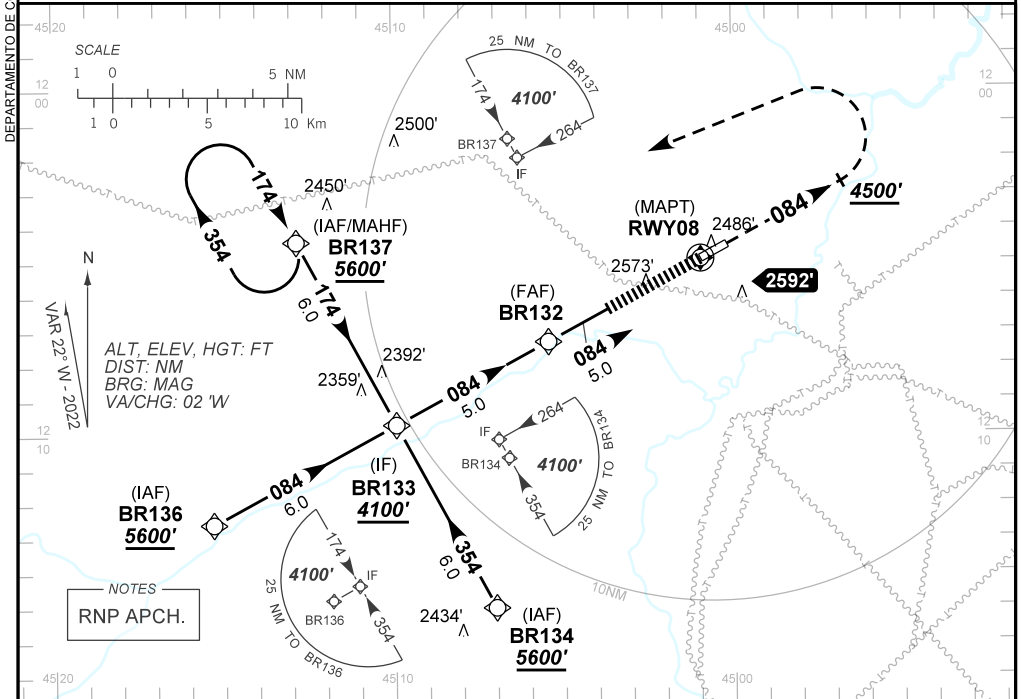 DEPARTAMENTO DE C
45 20
45 10
45 00
SCALE
1 0 5 NM
1 0 5 10 Km
12 00
12 00
25 NM TO BR137
174
4100'
264
BR137
IF
2500'
2450'
174
354
(IAF/MAHF)
BR137
5600'
084
4500'
(MAPT)
RWY08
2486'
2573'
2592'
N
VAR 22° W - 2022
ALT, ELEV, HGT: FT
DIST: NM
BRG: MAG
VA/CHG: 02 'W
174
6.0
(FAF)
BR132
084
5.0
2392'
2359'
084
5.0
12 10
12 10
(IF)
BR133
4100'
264
IF
BR134
4100'
354
25 NM TO BR134
(IAF)
BR136
5600'
084
6.0
354
6.0
174
4100'
IF
BR136
354
25 NM TO BR136
10NM
NOTES
RNP APCH.
2434'
(IAF)
BR134
5600'
45 20
45 10
45 00